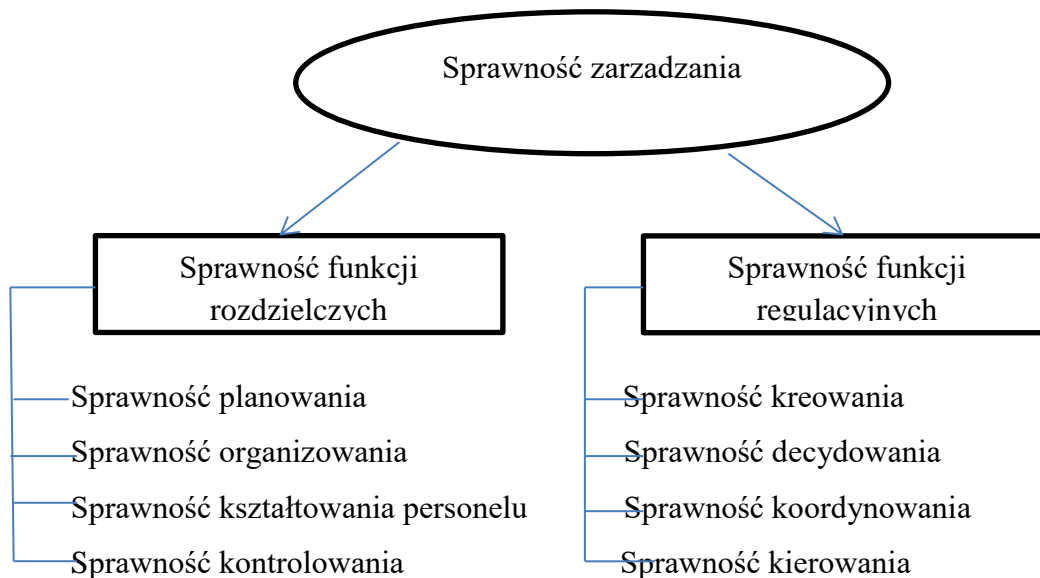 Sprawność zarzadzania
Sprawność funkcji
rozdzielczych
Sprawność planowania
Sprawność organizowania
Sprawność kształtowania personelu
Sprawność kontrolowania
Sprawność funkcji
regulacyjnych
Sprawność kreowania
Sprawność decydowania
Sprawność koordynowania
Sprawność kierowania